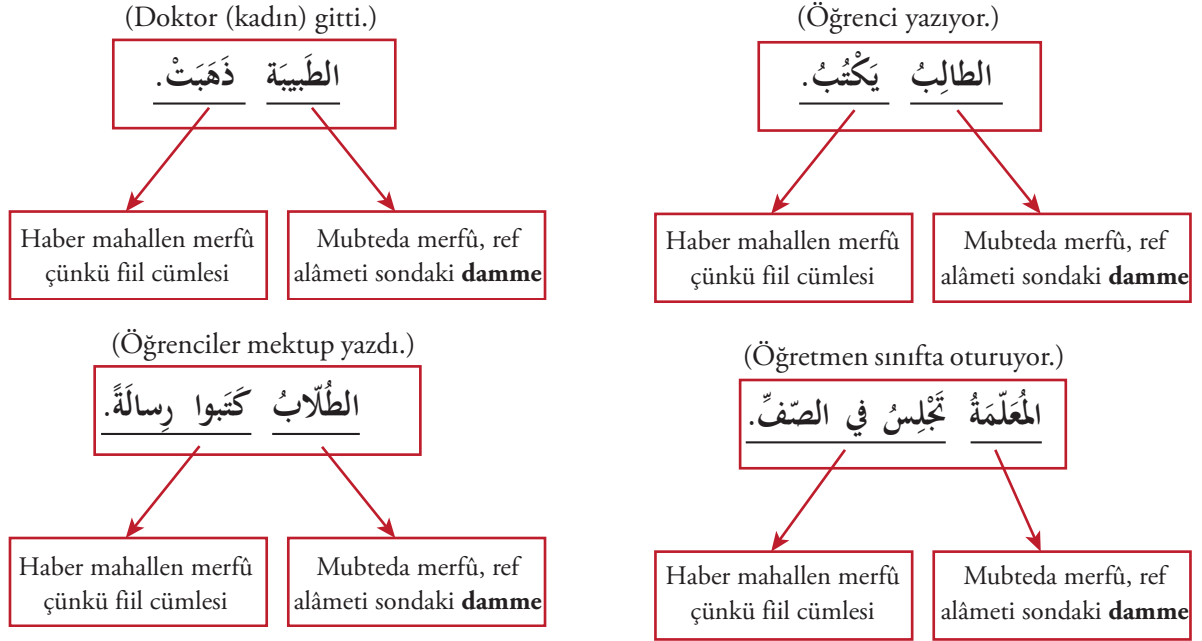 (Doktor (kadın) gitti.)
الطَبيبَة ذَهَبَتْ.
Haber mahallen merfû
çünkü fiil cümlesi
Mubteda merfû, ref
alâmeti sondaki damme
(Öğrenci yazıyor.)
الطالِبُ يَكْتُبُ.
Haber mahallen merfû
çünkü fiil cümlesi
Mubteda merfû, ref
alâmeti sondaki damme
(Öğrenciler mektup yazdı.)
الطُلّابُ كَتَبوا رِسالَةً.
Haber mahallen merfû
çünkü fiil cümlesi
Mubteda merfû, ref
alâmeti sondaki damme
(Öğretmen sınıfta oturuyor.)
المُعَلّمَةُ تَجْلِسُ في الصّفِّ.
Haber mahallen merfû
çünkü fiil cümlesi
Mubteda merfû, ref
alâmeti sondaki damme